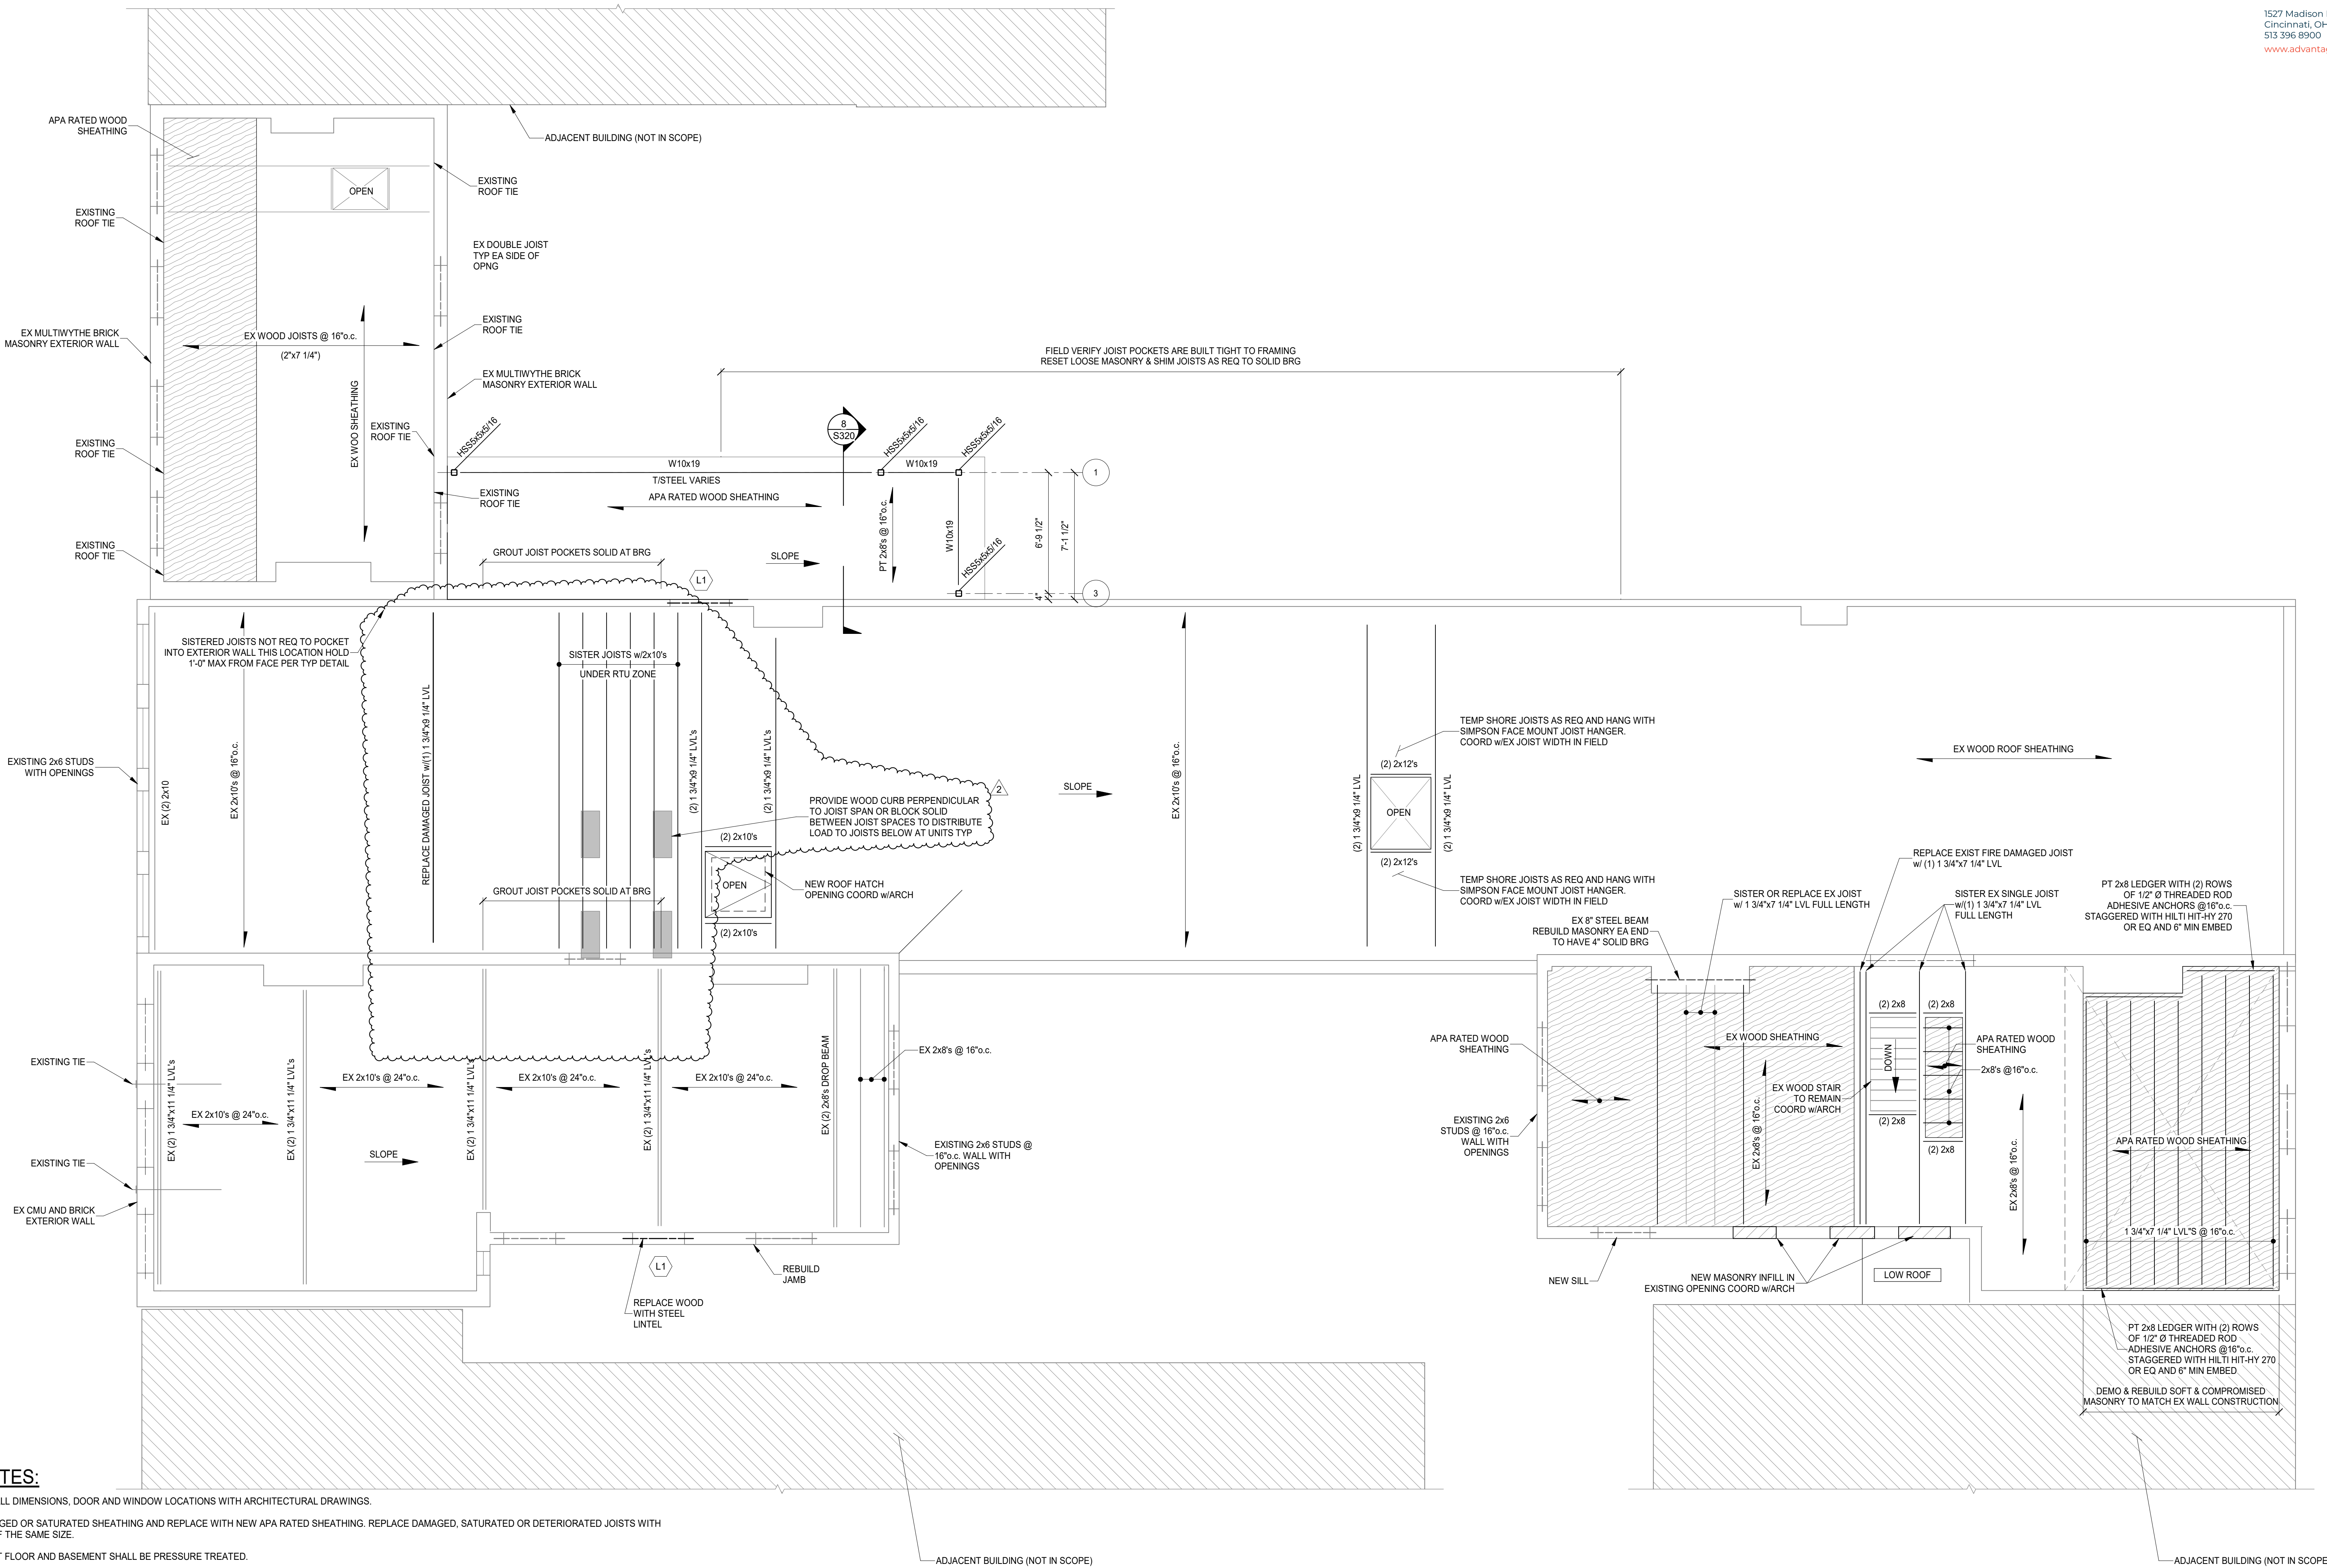 1527 Madison
Cincinnati, OH
513 396 8900
www.advanta
APA RATED WOOD
SHEATHING
ADJACENT BUILDING (NOT IN SCOPE)
OPEN
EXISTING
ROOF TIE
EXISTING
ROOF TIE
EX DOUBLE JOIST
TYP EA SIDE OF
OPNG
EX MULTIWYTHE BRICK
MASONRY EXTERIOR WALL
EX WOOD JOISTS @ 16"o.c.
(2"x7 1/4")
EXISTING
ROOF TIE
EX WOO SHEATHING
EX MULTIWYTHE BRICK
MASONRY EXTERIOR WALL
FIELD VERIFY JOIST POCKETS ARE BUILT TIGHT TO FRAMING
RESET LOOSE MASONRY & SHIM JOISTS AS REQ TO SOLID BRG
EXISTING
ROOF TIE
EXISTING
ROOF TIE
HSS5x5x5/16
8
S320
HSS5x5x5/16
HSS5x5x5/16
W10x19
W10x19
T/STEEL VARIES
1
EXISTING
ROOF TIE
APA RATED WOOD SHEATHING
PT 2x8's @ 16"o.c.
W10x19
6'-9 1/2"
7'-1 1/2"
EXISTING
ROOF TIE
GROUT JOIST POCKETS SOLID AT BRG
SLOPE
HSS5x5x5/16
L1
4"
3
SISTERED JOISTS NOT REQ TO POCKET
INTO EXTERIOR WALL THIS LOCATION HOLD
1'-0" MAX FROM FACE PER TYP DETAIL
SISTER JOISTS w/2x10's
UNDER RTU ZONE
EXISTING 2x6 STUDS
WITH OPENINGS
EX (2) 2x10
EX 2x10's @ 16"o.c.
REPLACE DAMAGED JOIST w/(1) 1 3/4"x9 1/4" LVL
(2) 1 3/4"x9 1/4" LVL's
(2) 1 3/4"x9 1/4" LVL's
PROVIDE WOOD CURB PERPENDICULAR
TO JOIST SPAN OR BLOCK SOLID
BETWEEN JOIST SPACES TO DISTRIBUTE
LOAD TO JOISTS BELOW AT UNITS TYP
2
SLOPE
EX 2x10's @ 16"o.c.
TEMP SHORE JOISTS AS REQ AND HANG WITH
SIMPSON FACE MOUNT JOIST HANGER.
COORD w/EX JOIST WIDTH IN FIELD
(2) 2x12's
(2) 1 3/4"x9 1/4" LVL
OPEN
(2) 1 3/4"x9 1/4" LVL
(2) 2x12's
EX WOOD ROOF SHEATHING
(2) 2x10's
OPEN
NEW ROOF HATCH
OPENING COORD w/ARCH
(2) 2x10's
GROUT JOIST POCKETS SOLID AT BRG
TEMP SHORE JOISTS AS REQ AND HANG WITH
SIMPSON FACE MOUNT JOIST HANGER.
COORD w/EX JOIST WIDTH IN FIELD
REPLACE EXIST FIRE DAMAGED JOIST
w/ (1) 1 3/4"x7 1/4" LVL
SISTER OR REPLACE EX JOIST
w/ 1 3/4"x7 1/4" LVL FULL LENGTH
SISTER EX SINGLE JOIST
w/(1) 1 3/4"x7 1/4" LVL
FULL LENGTH
PT 2x8 LEDGER WITH (2) ROWS
OF 1/2" Ø THREADED ROD
ADHESIVE ANCHORS @16"o.c.
STAGGERED WITH HILTI HIT-HY 270
OR EQ AND 6" MIN EMBED
EX 8" STEEL BEAM
REBUILD MASONRY EA END
TO HAVE 4" SOLID BRG
EXISTING TIE
EX (2) 1 3/4"x11 1/4" LVL's
EX 2x10's @ 24"o.c.
EX (2) 1 3/4"x11 1/4" LVL's
EX 2x10's @ 24"o.c.
EX (2) 1 3/4"x11 1/4" LVL's
EX 2x10's @ 24"o.c.
EX (2) 1 3/4"x11 1/4" LVL's
EX 2x10's @ 24"o.c.
EX (2) 2x8's DROP BEAM
EX 2x8's @ 16"o.c.
EXISTING TIE
SLOPE
EX CMU AND BRICK
EXTERIOR WALL
EXISTING 2x6 STUDS @
16"o.c. WALL WITH
OPENINGS
L1
REBUILD
JAMB
REPLACE WOOD
WITH STEEL
LINTEL
APA RATED WOOD
SHEATHING
EX WOOD SHEATHING
(2) 2x8
(2) 2x8
DOWN
APA RATED WOOD
SHEATHING
2x8's @16"o.c.
EX WOOD STAIR
TO REMAIN
COORD w/ARCH
(2) 2x8
(2) 2x8
EXISTING 2x6
STUDS @ 16"o.c.
WALL WITH
OPENINGS
EX 2x8's @ 16"o.c.
EX 2x8's @ 16"o.c.
APA RATED WOOD SHEATHING
1 3/4"x7 1/4" LVL"S @ 16"o.c.
NEW SILL
NEW MASONRY INFILL IN
EXISTING OPENING COORD w/ARCH
LOW ROOF
PT 2x8 LEDGER WITH (2) ROWS
OF 1/2" Ø THREADED ROD
ADHESIVE ANCHORS @16"o.c.
STAGGERED WITH HILTI HIT-HY 270
OR EQ AND 6" MIN EMBED
DEMO & REBUILD SOFT & COMPROMISED
MASONRY TO MATCH EX WALL CONSTRUCTION
TES:
LL DIMENSIONS, DOOR AND WINDOW LOCATIONS WITH ARCHITECTURAL DRAWINGS.
GED OR SATURATED SHEATHING AND REPLACE WITH NEW APA RATED SHEATHING. REPLACE DAMAGED, SATURATED OR DETERIORATED JOISTS WITH
F THE SAME SIZE.
T FLOOR AND BASEMENT SHALL BE PRESSURE TREATED.
ADJACENT BUILDING (NOT IN SCOPE)
ADJACENT BUILDING (NOT IN SCOPE